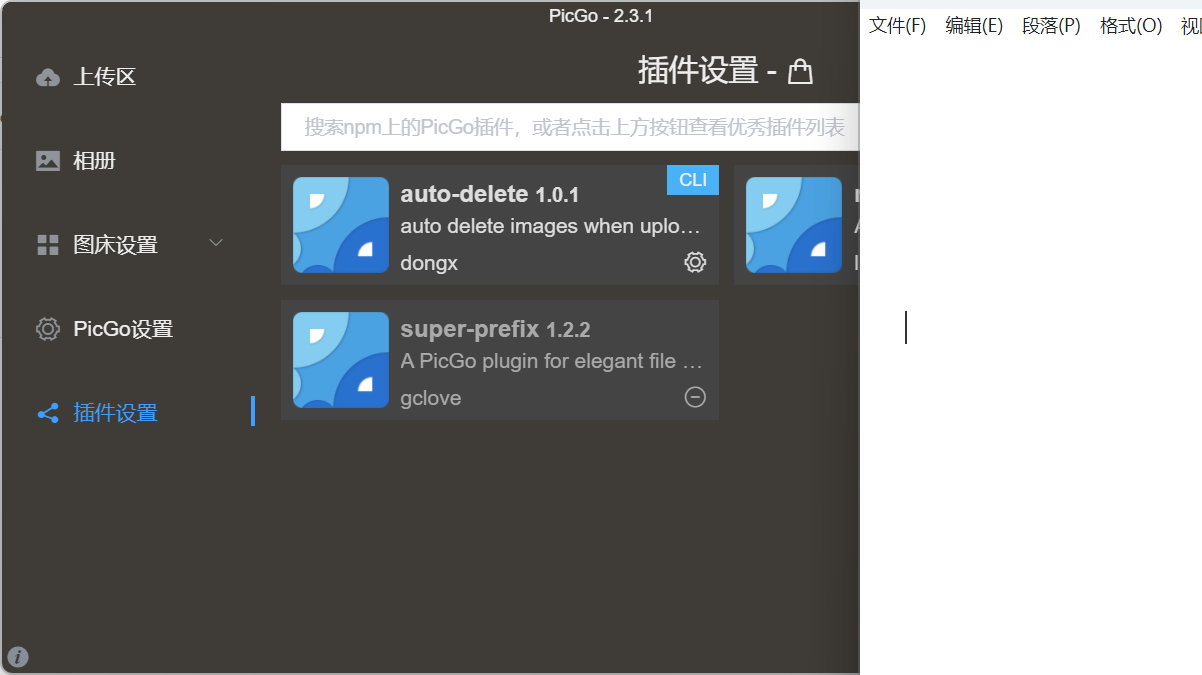 PicGo - 2.3.1
文件(F) 编辑(E) 段落(P) 格式(O)
上传区
相册
图床设置
PicGo设置
插件设置
插件设置 -
搜索npm上的PicGo插件，或者点击上方按钮查看优秀插件列表
auto-delete 1.0.1
CLI
auto delete images when uplo…
dongx
super-prefix 1.2.2
A PicGo plugin for elegant file …
gclove